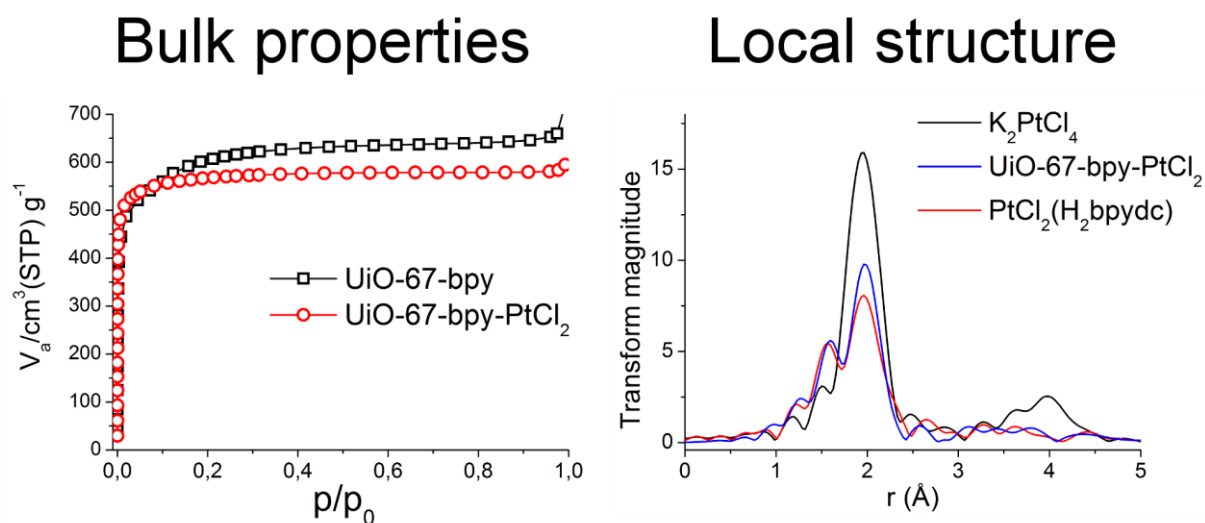 Bulk properties
Local structure
700
600
500
400
300
200
100
0
Vₐ/cm³(STP) g⁻¹
UiO-67-bpy
UiO-67-bpy-PtCl₂
0,0 0,2 0,4 0,6 0,8 1,0
p/p₀
K₂PtCl₄
UiO-67-bpy-PtCl₂
PtCl₂(H₂bpydc)
15
10
5
0
Transform magnitude
0 1 2 3 4 5
r (Å)